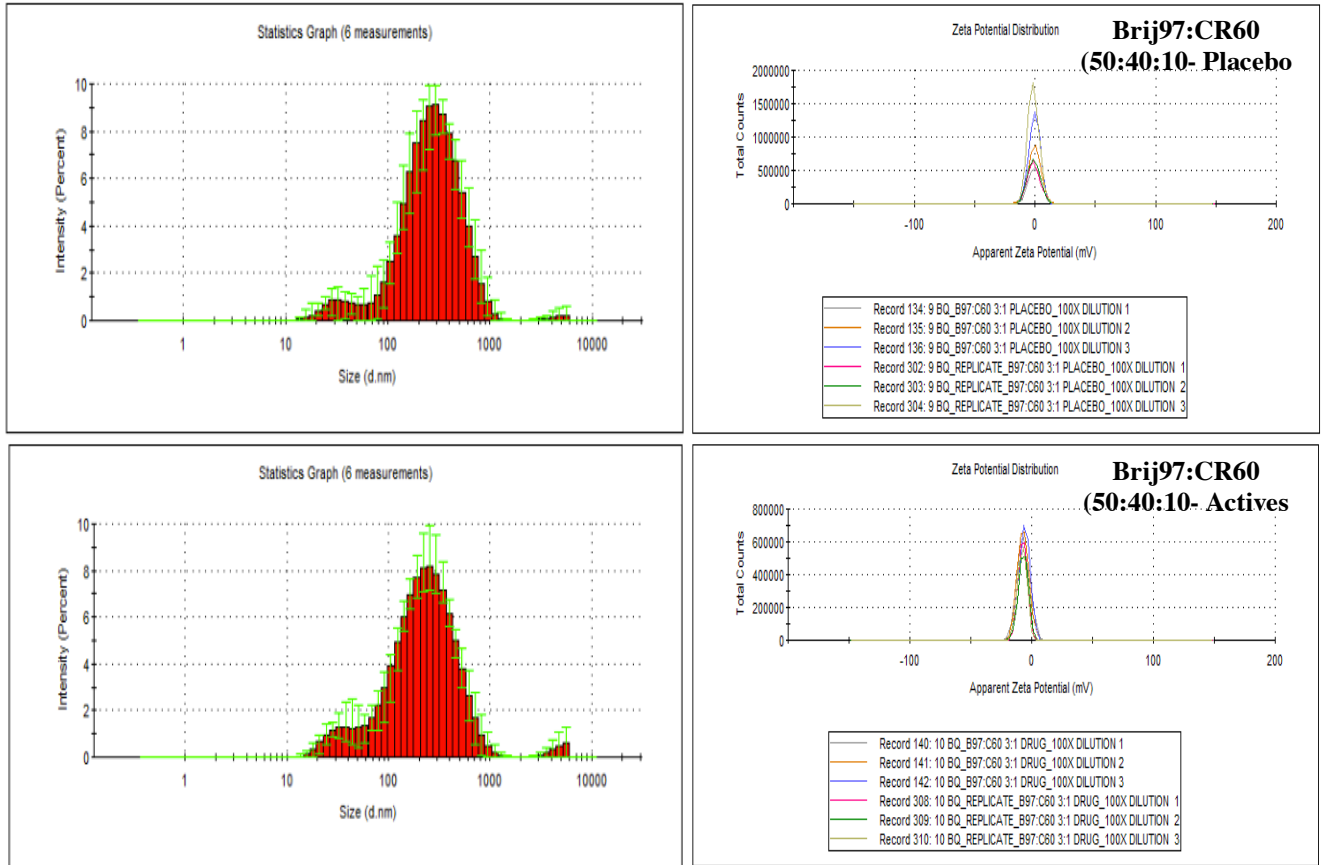 Statistics Graph (6 measurements)
10
8
6
4
2
0
Intensity (Percent)
1
10
100
1000
10000
Size (d.nm)
Zeta Potential Distribution
Brij97:CR60
(50:40:10- Placebo
2000000
1500000
1000000
500000
0
Total Counts
-100
0
100
200
Apparent Zeta Potential (mV)
Record 134: 9 BQ_B97:C60 3:1 PLACEBO_100X DILUTION 1
Record 135: 9 BQ_B97:C60 3:1 PLACEBO_100X DILUTION 2
Record 136: 9 BQ_B97:C60 3:1 PLACEBO_100X DILUTION 3
Record 302: 9 BQ_REPLICATE_B97:C60 3:1 PLACEBO_100X DILUTION 1
Record 303: 9 BQ_REPLICATE_B97:C60 3:1 PLACEBO_100X DILUTION 2
Record 304: 9 BQ_REPLICATE_B97:C60 3:1 PLACEBO_100X DILUTION 3
Statistics Graph (6 measurements)
10
8
6
4
2
0
Intensity (Percent)
1
10
100
1000
10000
Size (d.nm)
Zeta Potential Distribution
Brij97:CR60
(50:40:10- Actives
800000
600000
400000
200000
0
Total Counts
-100
0
100
200
Apparent Zeta Potential (mV)
Record 140: 10 BQ_B97:C60 3:1 DRUG_100X DILUTION 1
Record 141: 10 BQ_B97:C60 3:1 DRUG_100X DILUTION 2
Record 142: 10 BQ_B97:C60 3:1 DRUG_100X DILUTION 3
Record 308: 10 BQ_REPLICATE_B97:C60 3:1 DRUG_100X DILUTION 1
Record 309: 10 BQ_REPLICATE_B97:C60 3:1 DRUG_100X DILUTION 2
Record 310: 10 BQ_REPLICATE_B97:C60 3:1 DRUG_100X DILUTION 3